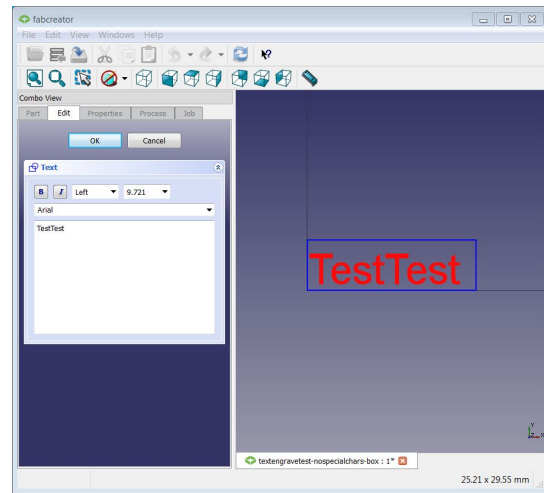 fabcreator
File Edit View Windows Help
Combo View
Part Edit Properties Process Job
OK Cancel
Text
B I Left 9.721
Arial
TestTest
TestTest
Y
Z X
textengravetest-nospecialchars-box : 1*
25.21 x 29.55 mm